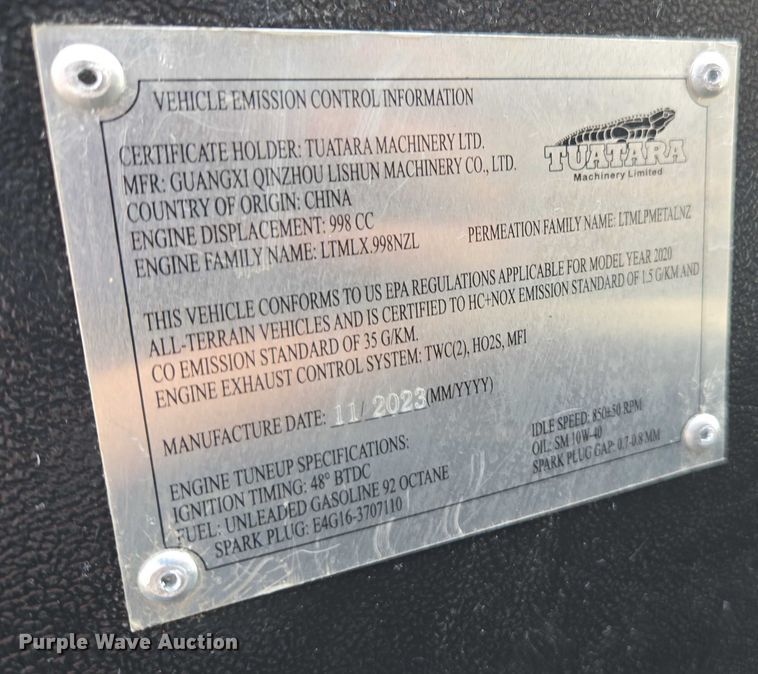 VEHICLE EMISSION CONTROL INFORMATION
TUATARA
Machinery Limited
CERTIFICATE HOLDER: TUATARA MACHINERY LTD.
MFR: GUANGXI QINZHOU LISHUN MACHINERY CO., LTD.
COUNTRY OF ORIGIN: CHINA
ENGINE DISPLACEMENT: 998 CC
ENGINE FAMILY NAME: LTMLX.998NZL
PERMEATION FAMILY NAME: LTMLPMETALNZ
THIS VEHICLE CONFORMS TO US EPA REGULATIONS APPLICABLE FOR MODEL YEAR 2020
ALL-TERRAIN VEHICLES AND IS CERTIFIED TO HC+NOX EMISSION STANDARD OF 1.5 G/KM AND
CO EMISSION STANDARD OF 35 G/KM.
ENGINE EXHAUST CONTROL SYSTEM: TWC(2), HO2S, MFI
MANUFACTURE DATE: 11/2023 (MM/YYYY)
ENGINE TUNEUP SPECIFICATIONS:
IGNITION TIMING: 48° BTDC
FUEL: UNLEADED GASOLINE 92 OCTANE
SPARK PLUG: E4G16-3707110
IDLE SPEED: 850±50 RPM
OIL: SM 10W-40
SPARK PLUG GAP: 0.7-0.8 MM
Purple Wave Auction